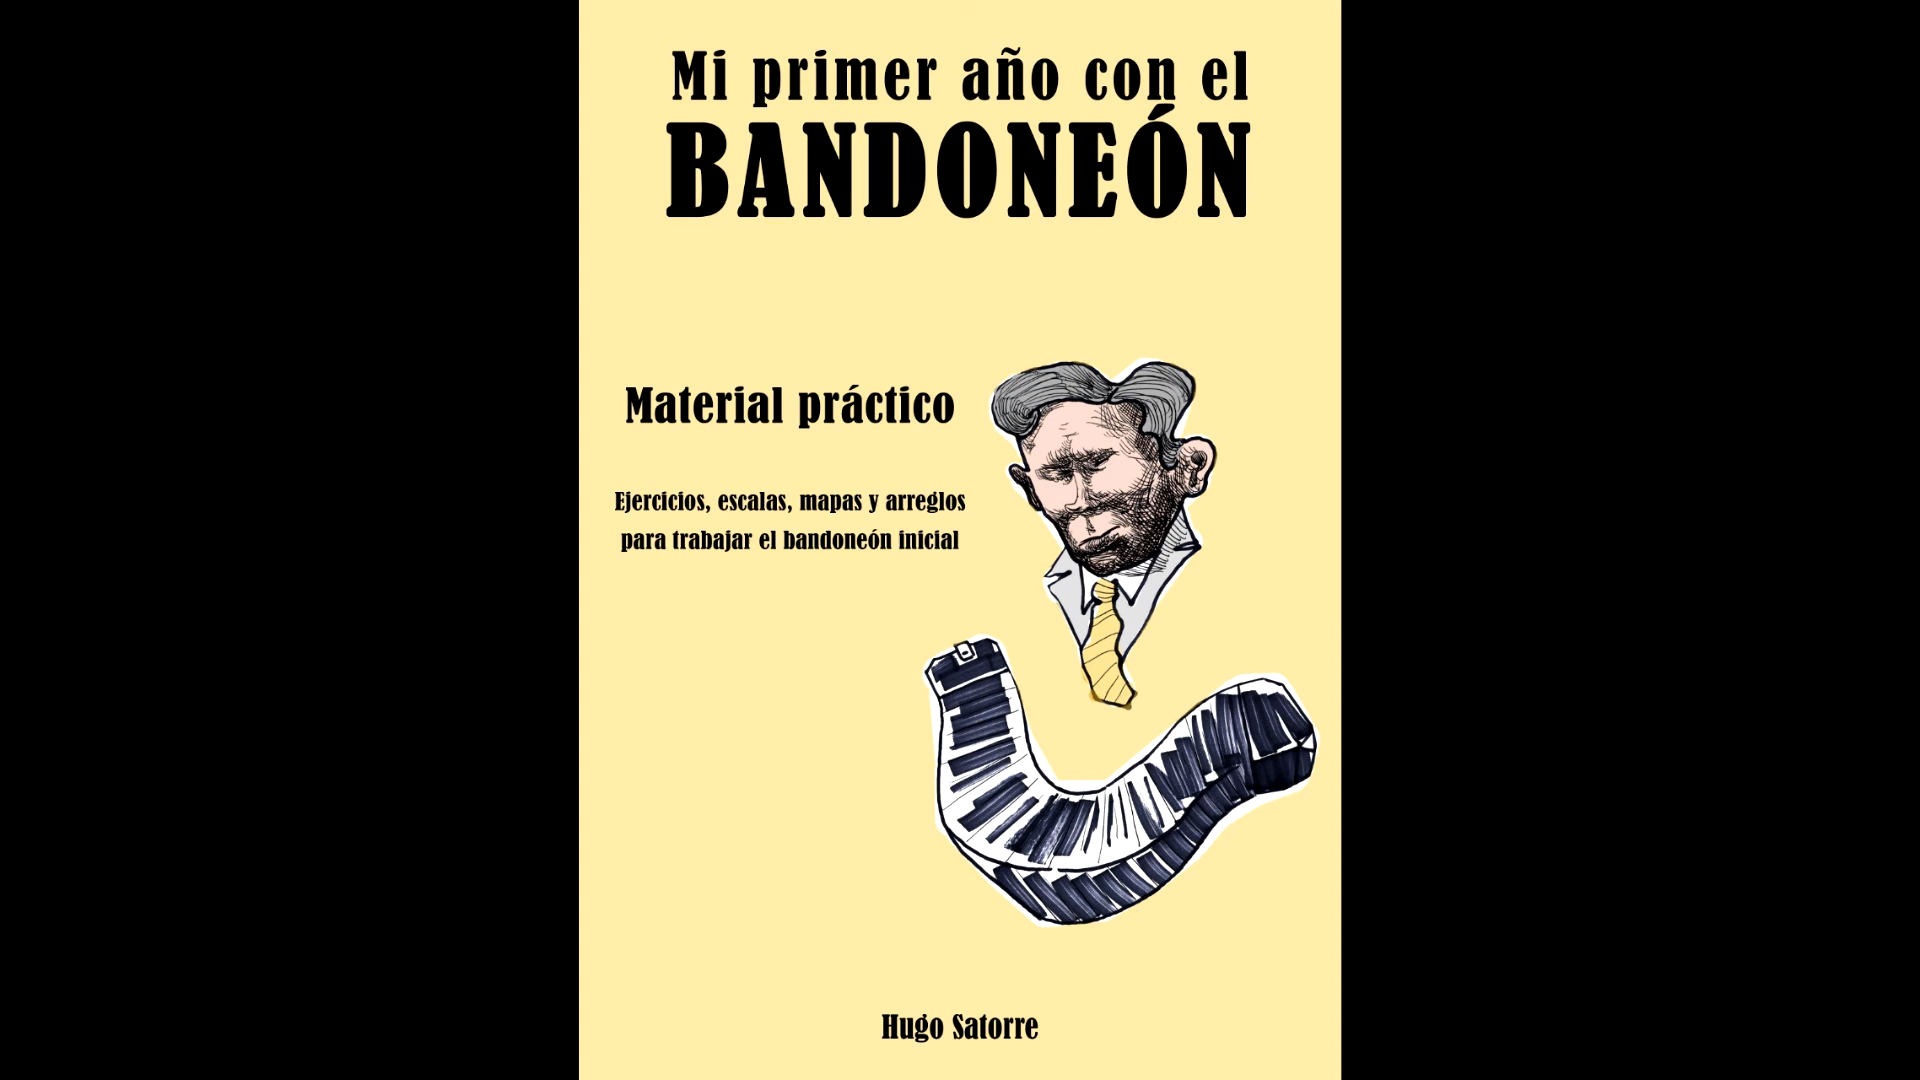 Mi primer año con el
BANDONEÓN
Material práctico
Ejercicios, escalas, mapas y arreglos
para trabajar el bandoneón inicial
Hugo Satorre